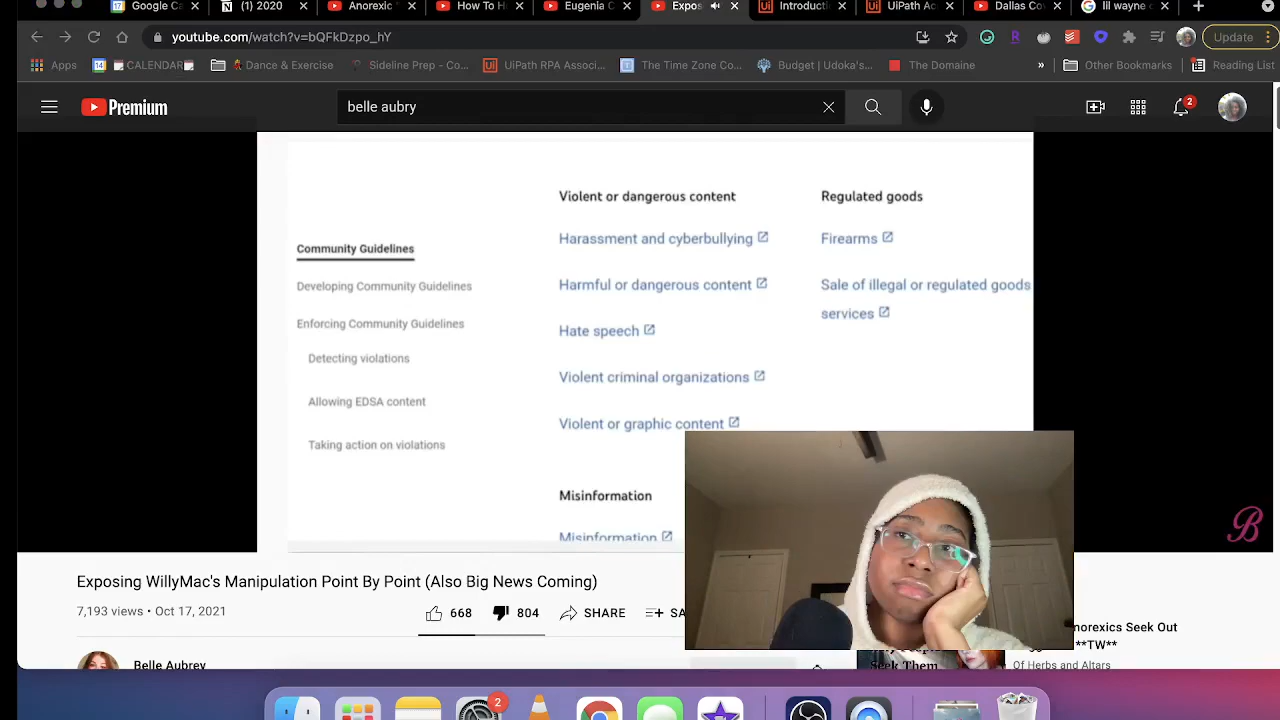 Google Ca
(1) 2020
Anorexic
How To H
Eugenia C
Expos
Introducti
UiPath Ac
Dallas Cov
lil wayne c
youtube.com/watch?v=bQFkDzpo_hY
Update
Apps
CALENDAR
Dance & Exercise
Sideline Prep - Co...
UiPath RPA Associ...
The Time Zone Co...
Budget | Udoka's...
The Domaine
»
Other Bookmarks
Reading List
Premium
belle aubry
2
Violent or dangerous content
Regulated goods
Harassment and cyberbullying
Firearms
Community Guidelines
Developing Community Guidelines
Harmful or dangerous content
Sale of illegal or regulated goods
services
Enforcing Community Guidelines
Hate speech
Detecting violations
Violent criminal organizations
Allowing EDSA content
Violent or graphic content
Taking action on violations
Misinformation
Misinformation
B
Exposing WillyMac's Manipulation Point By Point (Also Big News Coming)
7,193 views • Oct 17, 2021
668
804
SHARE
SA
norexics Seek Out
**TW**
Of Herbs and Altars
Seek Them
Belle Aubrey
2